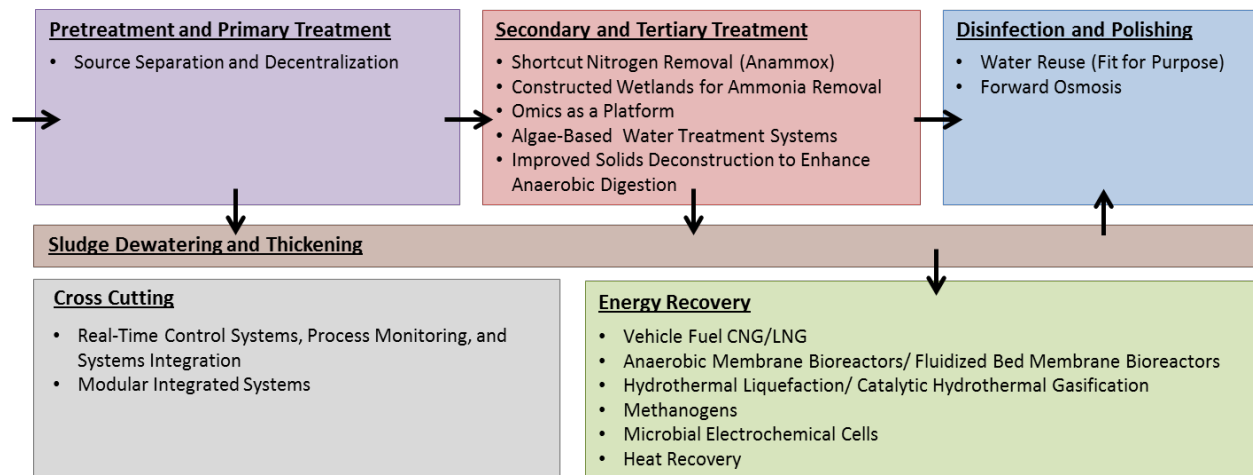 Pretreatment and Primary Treatment
• Source Separation and Decentralization
Secondary and Tertiary Treatment
• Shortcut Nitrogen Removal (Anammox)
• Constructed Wetlands for Ammonia Removal
• Omics as a Platform
• Algae-Based Water Treatment Systems
• Improved Solids Deconstruction to Enhance
Anaerobic Digestion
Disinfection and Polishing
• Water Reuse (Fit for Purpose)
• Forward Osmosis
Sludge Dewatering and Thickening
Cross Cutting
• Real-Time Control Systems, Process Monitoring, and
Systems Integration
• Modular Integrated Systems
Energy Recovery
• Vehicle Fuel CNG/LNG
• Anaerobic Membrane Bioreactors/ Fluidized Bed Membrane Bioreactors
• Hydrothermal Liquefaction/ Catalytic Hydrothermal Gasification
• Methanogens
• Microbial Electrochemical Cells
• Heat Recovery